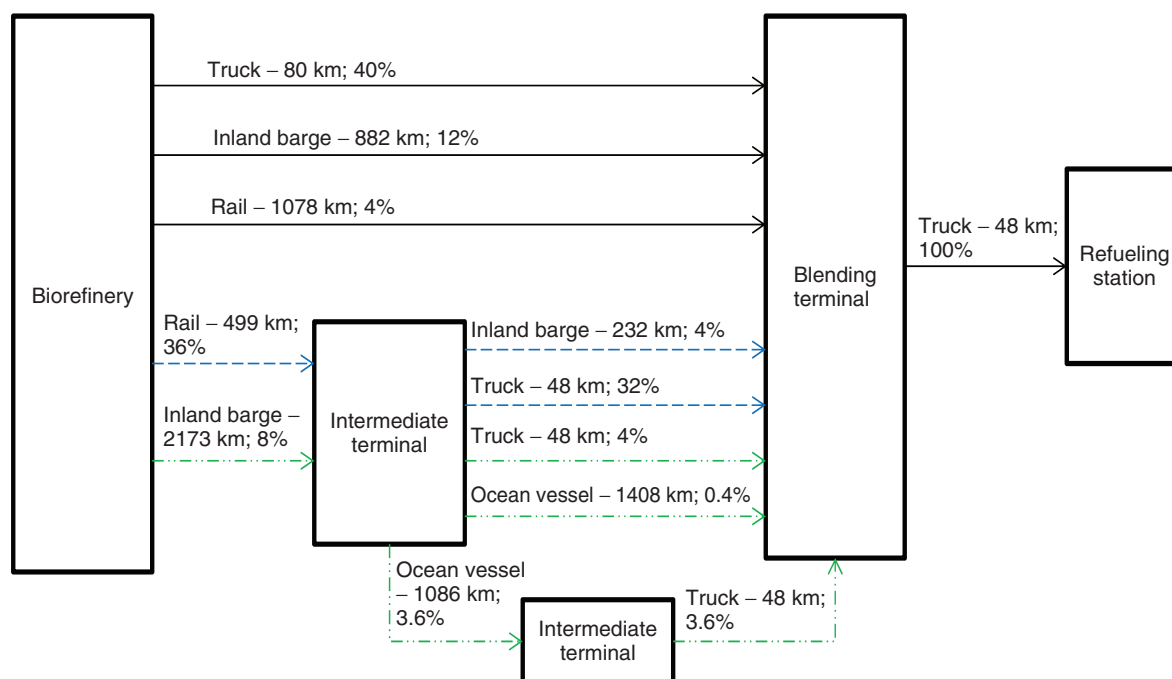 Truck – 80 km; 40%
Inland barge – 882 km; 12%
Rail – 1078 km; 4%
Truck – 48 km;
100%
Refueling
station
Blending
terminal
Biorefinery
Rail – 499 km;
36%
Inland barge – 232 km; 4%
Truck – 48 km; 32%
Inland barge –
2173 km; 8%
Intermediate
terminal
Truck – 48 km; 4%
Ocean vessel – 1408 km; 0.4%
Ocean vessel
– 1086 km;
3.6%
Truck – 48 km;
3.6%
Intermediate
terminal